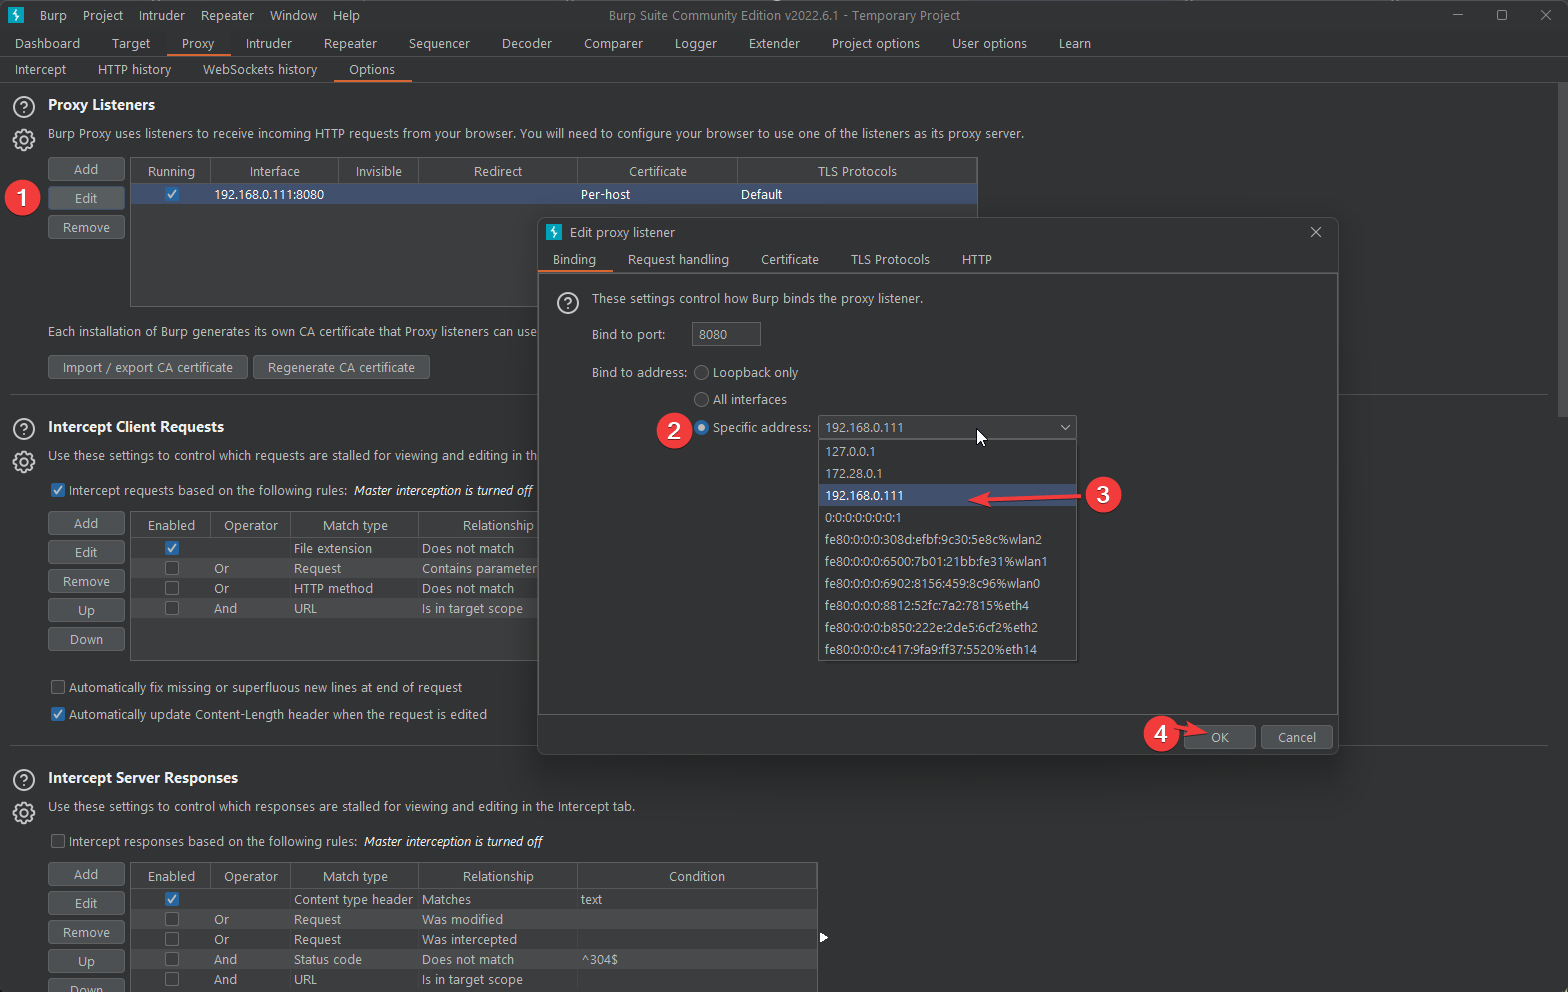 Burp Project Intruder Repeater Window Help Burp Suite Community Edition v2022.6.1 - Temporary Project
Dashboard Target Proxy Intruder Repeater Sequencer Decoder Comparer Logger Extender Project options User options Learn
Intercept HTTP history WebSockets history Options
Proxy Listeners
Burp Proxy uses listeners to receive incoming HTTP requests from your browser. You will need to configure your browser to use one of the listeners as its proxy server.
Add
Running Interface Invisible Redirect Certificate TLS Protocols
1
Edit
192.168.0.111:8080 Per-host Default
Remove
Each installation of Burp generates its own CA certificate that Proxy listeners can use
Import / export CA certificate Regenerate CA certificate
Edit proxy listener
Binding Request handling Certificate TLS Protocols HTTP
These settings control how Burp binds the proxy listener.
Bind to port: 8080
Bind to address: Loopback only
All interfaces
2
Specific address: 192.168.0.111
127.0.0.1
172.28.0.1
192.168.0.111
3
0:0:0:0:0:0:0:1
fe80:0:0:0:308d:efbf:9c30:5e8c%wlan2
fe80:0:0:0:6500:7b01:21bb:fe31%wlan1
fe80:0:0:0:6902:8156:459:8c96%wlan0
fe80:0:0:0:8812:52fc:7a2:7815%eth4
fe80:0:0:0:b850:222e:2de5:6cf2%eth2
fe80:0:0:0:c417:9fa9:ff37:5520%eth14
4
OK Cancel
Intercept Client Requests
Use these settings to control which requests are stalled for viewing and editing in th
Intercept requests based on the following rules: Master interception is turned off
Add
Edit
Remove
Up
Down
Enabled Operator Match type Relationship
File extension Does not match
Or Request Contains parameter
Or HTTP method Does not match
And URL Is in target scope
Automatically fix missing or superfluous new lines at end of request
Automatically update Content-Length header when the request is edited
Intercept Server Responses
Use these settings to control which responses are stalled for viewing and editing in the Intercept tab.
Intercept responses based on the following rules: Master interception is turned off
Add
Edit
Remove
Up
Down
Enabled Operator Match type Relationship Condition
Content type header Matches text
Or Request Was modified
Or Request Was intercepted
And Status code Does not match ^304$
And URL Is in target scope